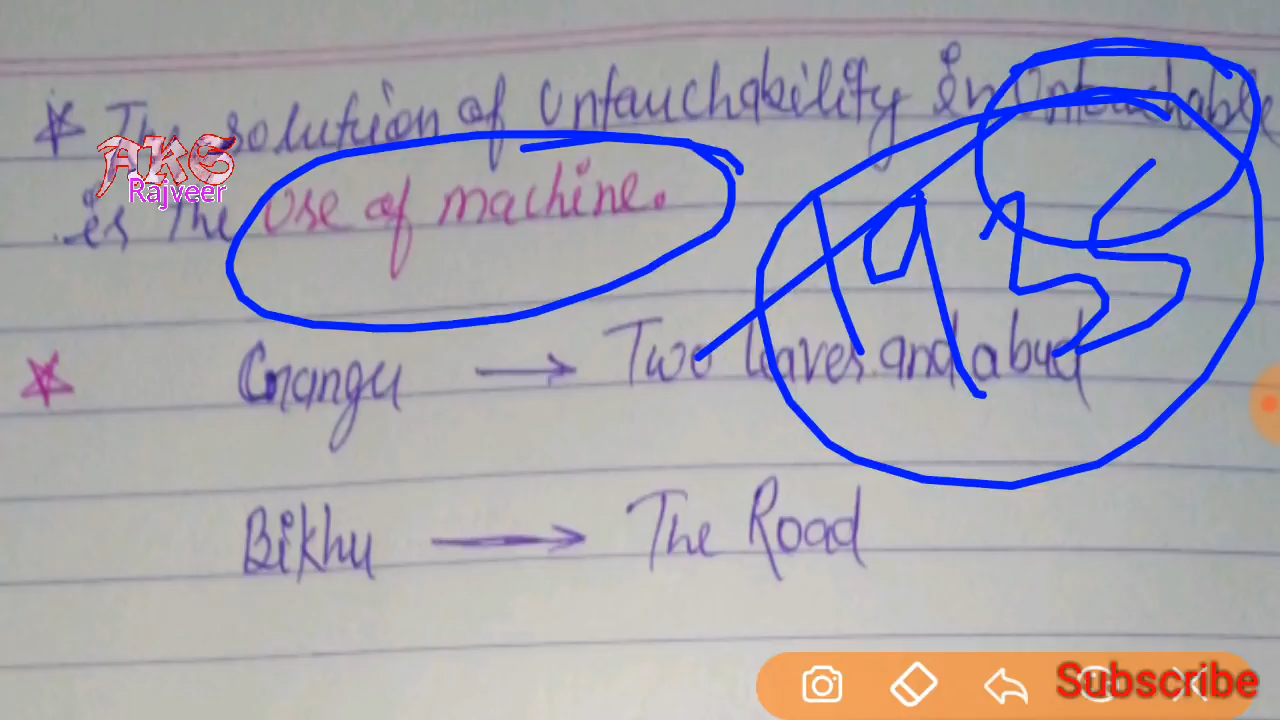 * The solution of Untouchability in Untouchable
is the Use of machine.
AKG
Rajveer
1935
* Gangu → Two leaves and a bud
Bikhu → The Road
Subscribe